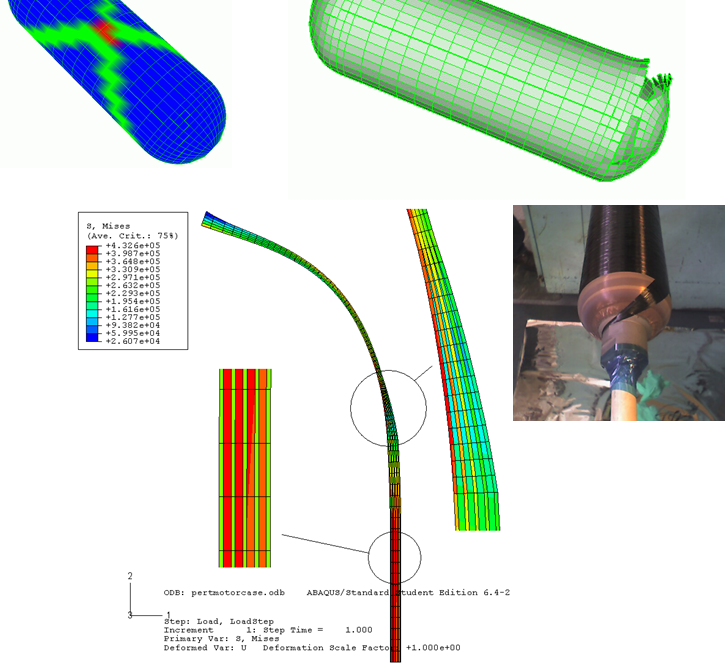 S, Mises
(Ave. Crit.: 75%)
+4.326e+05
+3.987e+05
+3.648e+05
+3.309e+05
+2.971e+05
+2.632e+05
+2.293e+05
+1.954e+05
+1.616e+05
+1.277e+05
+9.382e+04
+5.995e+04
+2.607e+04
2
3 1
ODB: pertmotorcase.odb ABAQUS/Standard Student Edition 6.4-2
Step: Load, LoadStep
Increment 1: Step Time = 1.000
Primary Var: S, Mises
Deformed Var: U Deformation Scale Factor: +1.000e+00